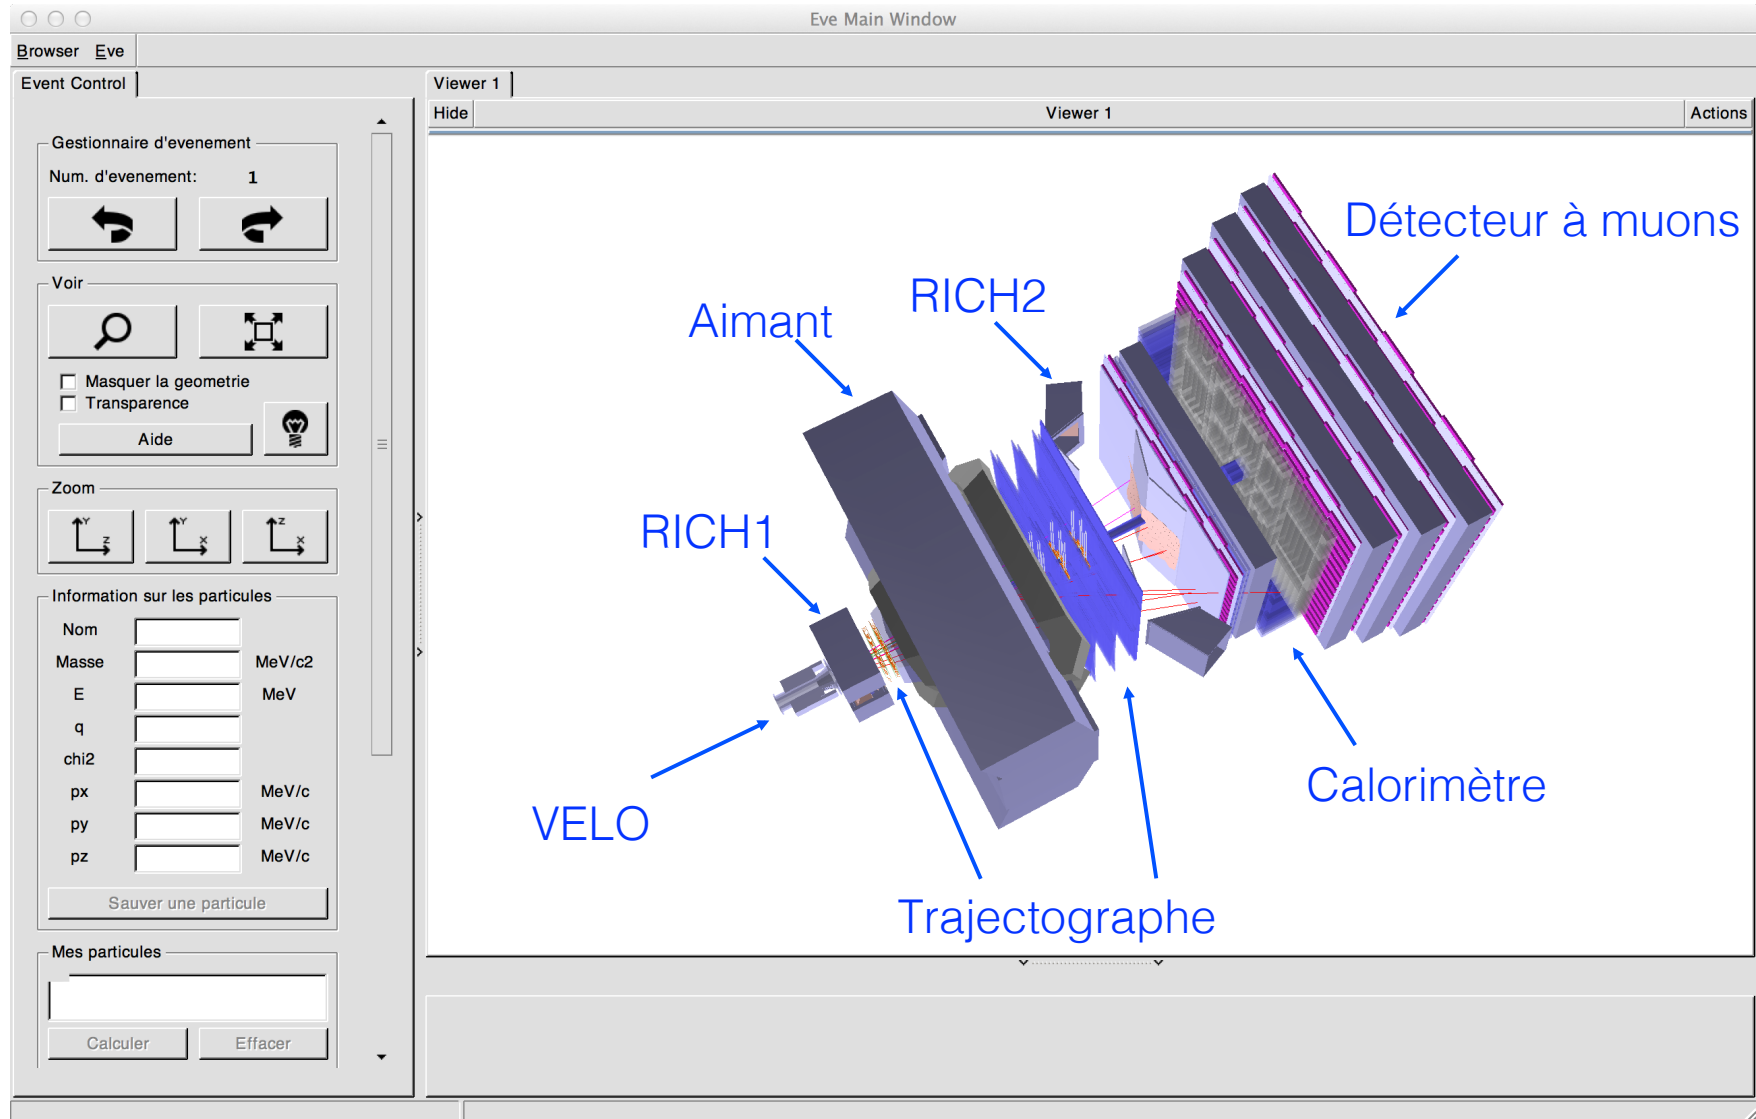 Eve Main Window
Browser Eve
Event Control
Gestionnaire d'evenement
Num. d'evenement: 1
Voir
Masquer la geometrie
Transparence
Aide
Zoom
Y
Z
Y
X
Z
X
Information sur les particules
Nom
Masse MeV/c2
E MeV
q
chi2
px MeV/c
py MeV/c
pz MeV/c
Sauver une particule
Mes particules
Calculer Effacer
Viewer 1
Hide Viewer 1 Actions
Détecteur à muons
RICH2
Aimant
RICH1
VELO
Calorimètre
Trajectographe